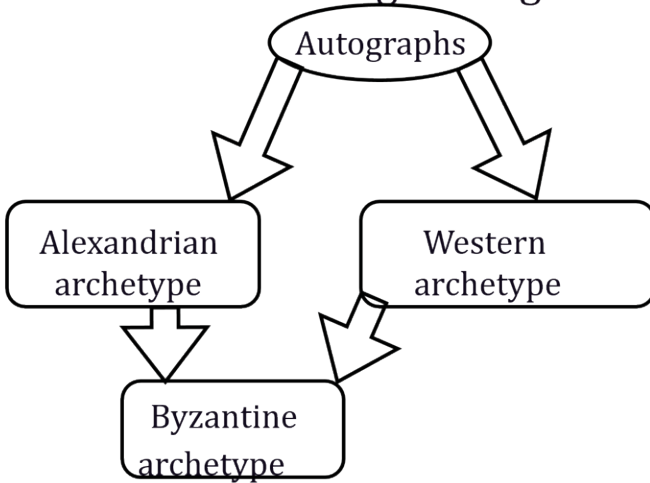 Autographs
Alexandrian
archetype
Western
archetype
Byzantine
archetype